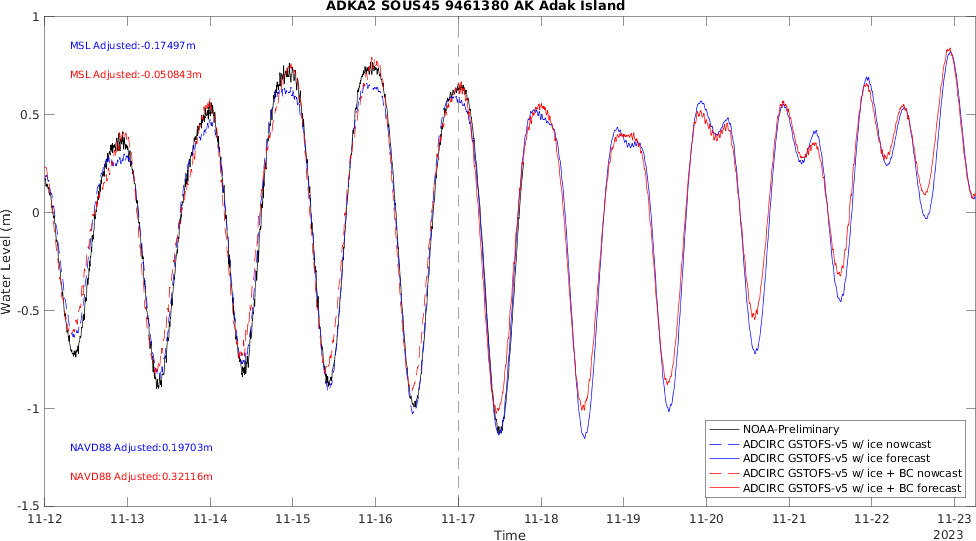 ADKA2 SOUS45 9461380 AK Adak Island
MSL Adjusted:-0.17497m
MSL Adjusted:-0.050843m
NAVD88 Adjusted:0.19703m
NAVD88 Adjusted:0.32116m
Water Level (m)
1
0.5
0
-0.5
-1
-1.5
NOAA-Preliminary
ADCIRC GSTOFS-v5 w/ ice nowcast
ADCIRC GSTOFS-v5 w/ ice forecast
ADCIRC GSTOFS-v5 w/ ice + BC nowcast
ADCIRC GSTOFS-v5 w/ ice + BC forecast
11-12 11-13 11-14 11-15 11-16 11-17 11-18 11-19 11-20 11-21 11-22 11-23
2023
Time